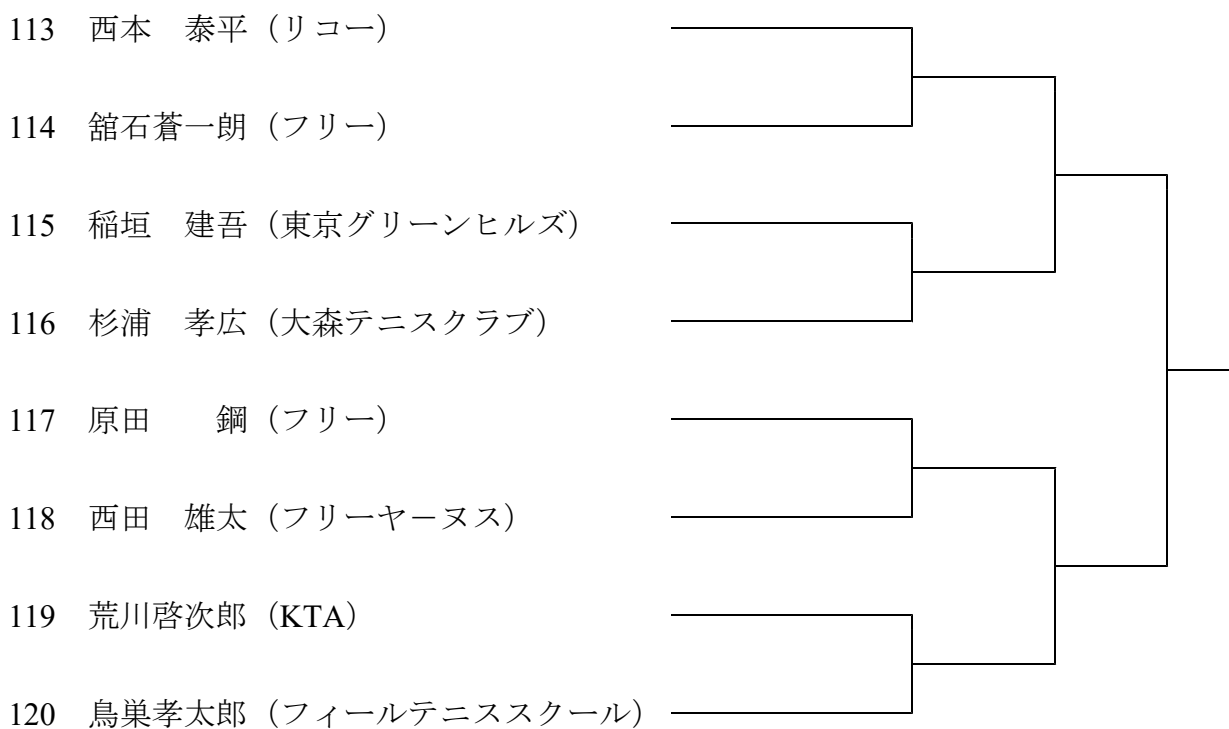 113 西本　泰平（リコー）
114 舘石蒼一朗（フリー）
115 稲垣　建吾（東京グリーンヒルズ）
116 杉浦　孝広（大森テニスクラブ）
117 原田　　鋼（フリー）
118 西田　雄太（フリーヤーヌス）
119 荒川啓次郎（KTA）
120 鳥巣孝太郎（フィールテニススクール）